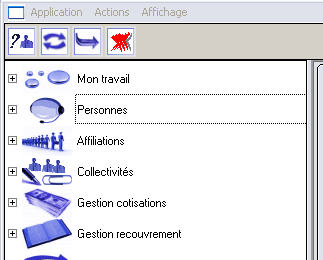 Application Actions Affichage
Mon travail
Personnes
Affiliations
Collectivités
Gestion cotisations
Gestion recouvrement